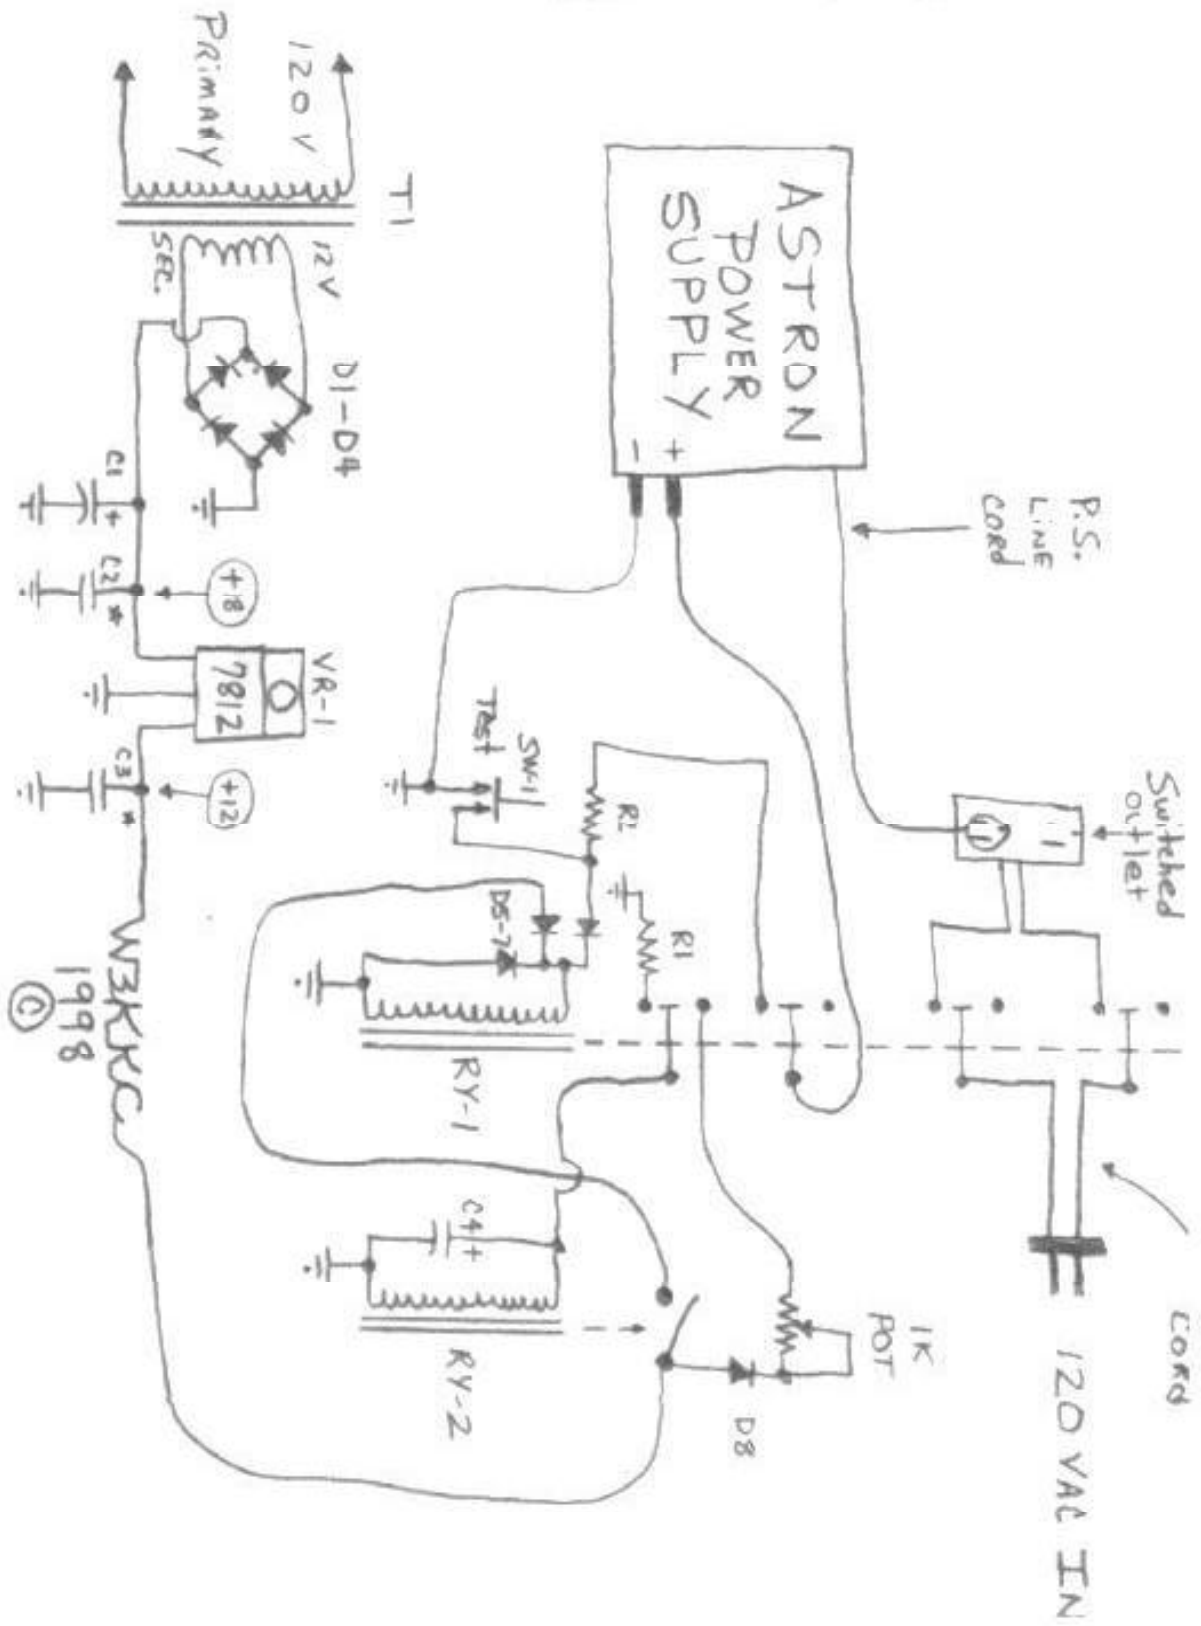 ASTRON
POWER
SUPPLY
+
-
P.S.
LINE
CORD
Switched
outlet
CORD
120 VAC IN
1K
POT
D8
R1
R2
SW-1
Test
D5-7
RY-1
C4 +
RY-2
T1
120V
PRIMARY
12V
SEC.
D1-D4
C1
+
C2
*
+18
VR-1
7812
C3
*
+12
W3KKC
1998
©